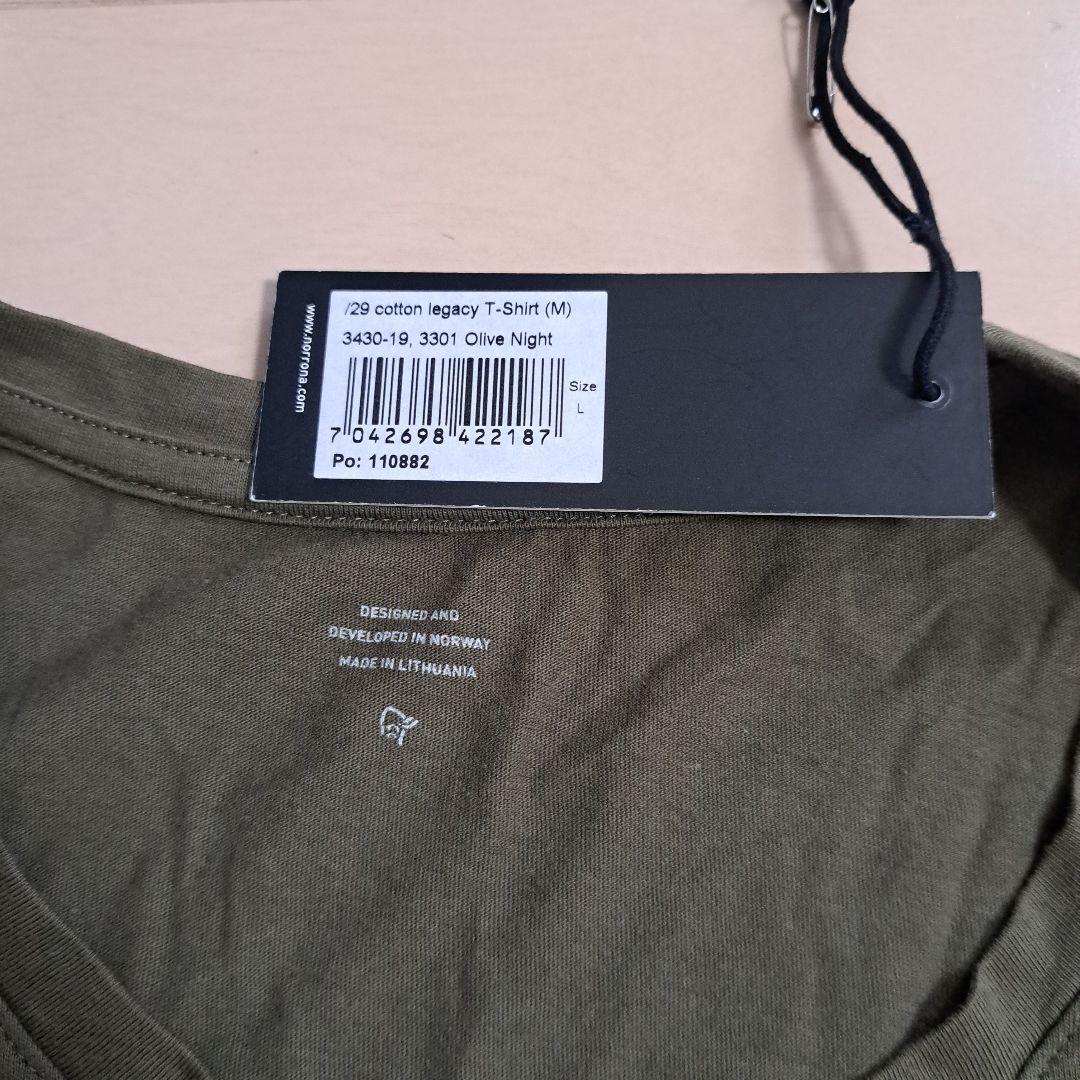 /29 cotton legacy T-Shirt (M)
3430-19, 3301 Olive Night
Size
L
7 042698 422187
Po: 110882
www.norrona.com
DESIGNED AND
DEVELOPED IN NORWAY
MADE IN LITHUANIA